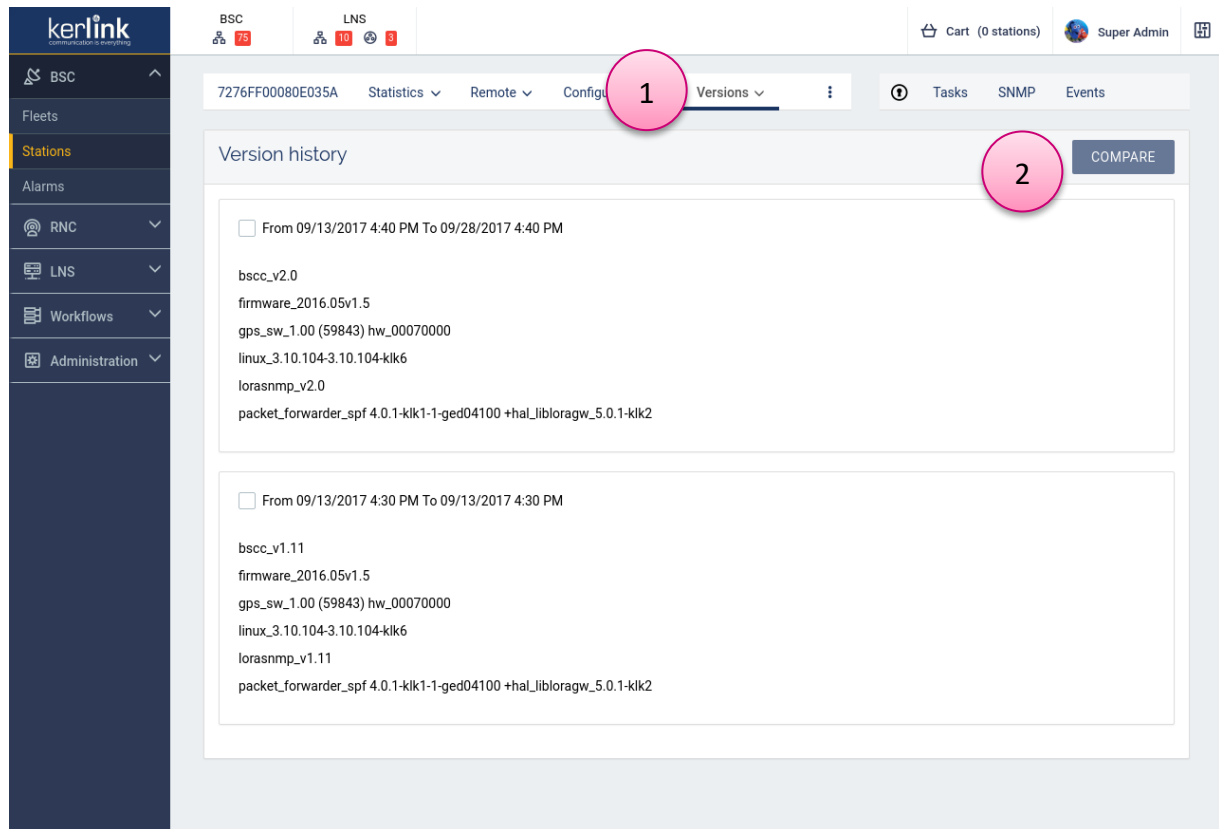 kerlink
communication is everything
BSC
75
LNS
10 3
Cart (0 stations)
Super Admin
BSC
Fleets
Stations
Alarms
RNC
LNS
Workflows
Administration
7276FF00080E035A Statistics Remote Configu 1 Versions
Tasks SNMP Events
Version history
2
COMPARE
From 09/13/2017 4:40 PM To 09/28/2017 4:40 PM
bscc_v2.0
firmware_2016.05v1.5
gps_sw_1.00 (59843) hw_00070000
linux_3.10.104-3.10.104-klk6
lorasnmp_v2.0
packet_forwarder_spf 4.0.1-klk1-1-ged04100 +hal_libloragw_5.0.1-klk2
From 09/13/2017 4:30 PM To 09/13/2017 4:30 PM
bscc_v1.11
firmware_2016.05v1.5
gps_sw_1.00 (59843) hw_00070000
linux_3.10.104-3.10.104-klk6
lorasnmp_v1.11
packet_forwarder_spf 4.0.1-klk1-1-ged04100 +hal_libloragw_5.0.1-klk2